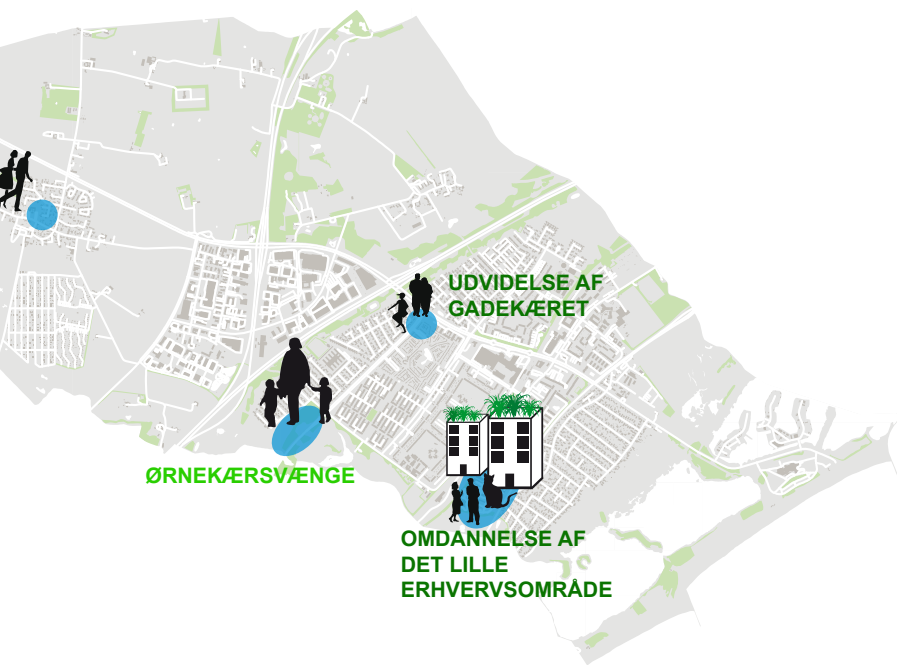 UDVIDELSE AF
GADEKÆRET
ØRNEKÆRSVÆNGE
OMDANNELSE AF
DET LILLE
ERHVERVSOMRÅDE